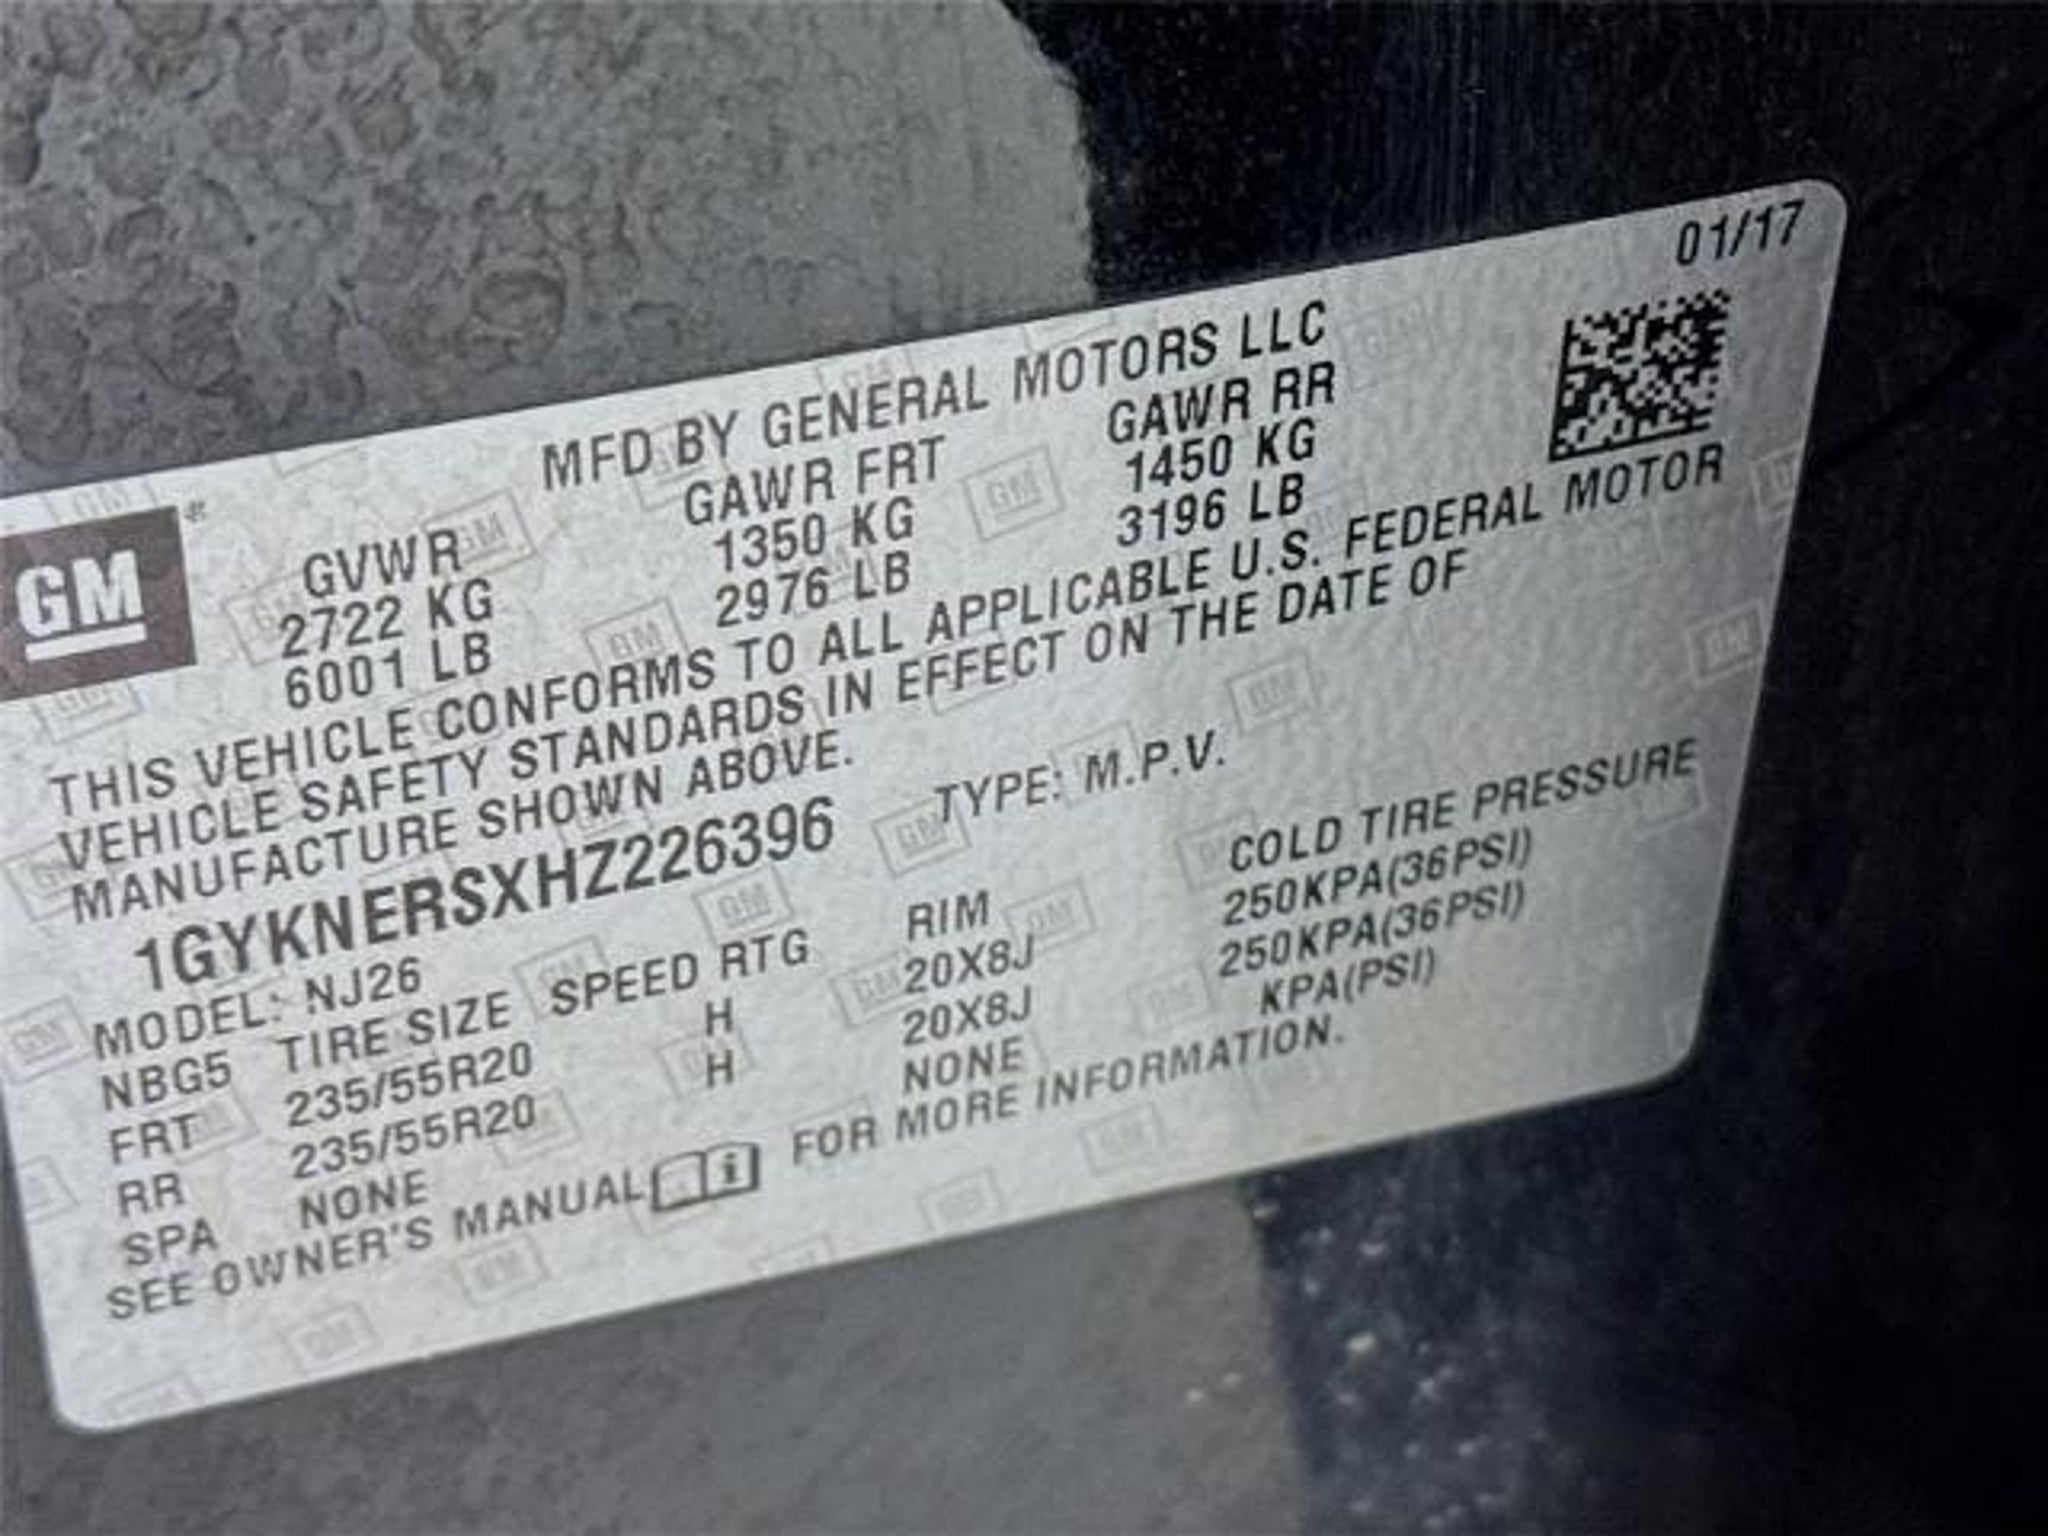 01/17
MFD BY GENERAL MOTORS LLC
GM
GVWR GAWR FRT GAWR RR
2722 KG 1350 KG 1450 KG
6001 LB 2976 LB 3196 LB
THIS VEHICLE CONFORMS TO ALL APPLICABLE U.S. FEDERAL MOTOR
VEHICLE SAFETY STANDARDS IN EFFECT ON THE DATE OF
MANUFACTURE SHOWN ABOVE.
1GYKNERSXHZ226396 TYPE: M.P.V.
MODEL: NJ26
NBG5 TIRE SIZE SPEED RTG RIM COLD TIRE PRESSURE
FRT 235/55R20 H 20X8J 250KPA(36PSI)
RR 235/55R20 H 20X8J 250KPA(36PSI)
SPA NONE NONE KPA(PSI)
SEE OWNER'S MANUAL i FOR MORE INFORMATION.